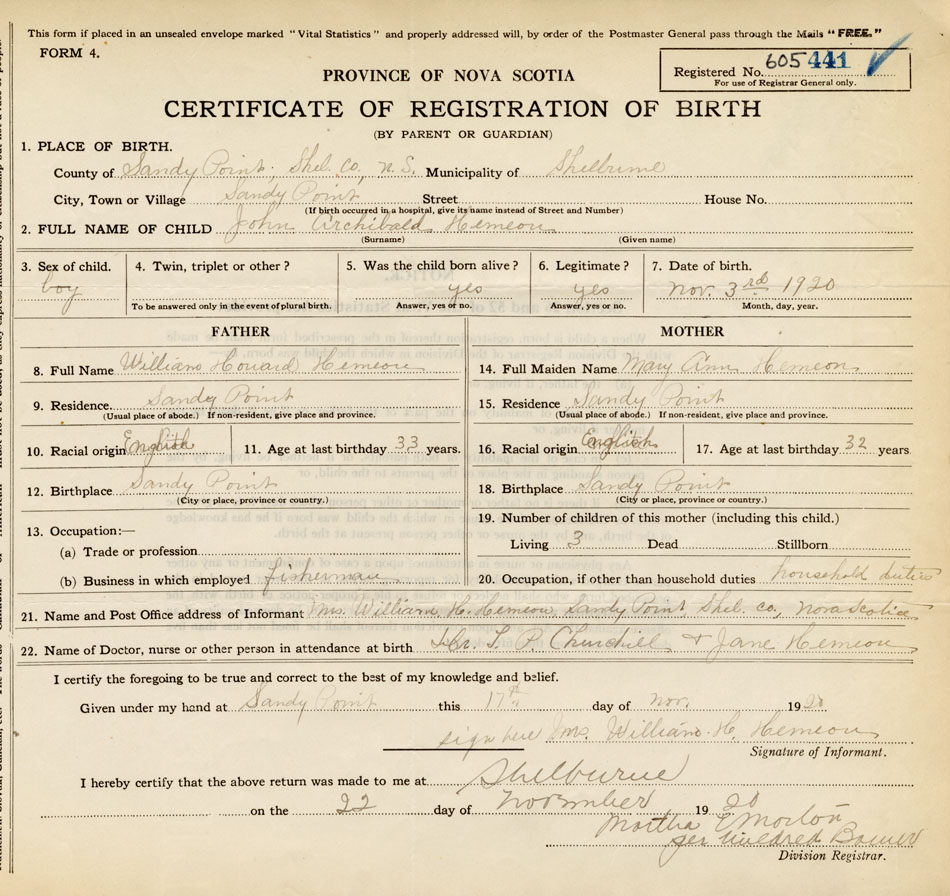 This form if placed in an unsealed envelope marked "Vital Statistics" and properly addressed will, by order of the Postmaster General pass through the Mails "FREE."
FORM 4.
Registered No. 605441
For use of Registrar General only.
PROVINCE OF NOVA SCOTIA
CERTIFICATE OF REGISTRATION OF BIRTH
(BY PARENT OR GUARDIAN)
1. PLACE OF BIRTH.
County of Sandy Point, Shel. Co, N.S. Municipality of Shelburne
City, Town or Village Sandy Point Street House No.
(If birth occurred in a hospital, give its name instead of Street and Number)
2. FULL NAME OF CHILD John Archibald Hemeon
(Surname) (Given name)
3. Sex of child. 4. Twin, triplet or other? 5. Was the child born alive? 6. Legitimate? 7. Date of birth.
boy yes yes Nov. 3rd 1920
To be answered only in the event of plural birth. Answer, yes or no. Answer, yes or no. Month, day, year.
FATHER MOTHER
8. Full Name William Howard Hemeon 14. Full Maiden Name Mary Ann Hemeon
9. Residence Sandy Point 15. Residence Sandy Point
(Usual place of abode.) If non-resident, give place and province. (Usual place of abode.) If non-resident, give place and province.
10. Racial origin English 11. Age at last birthday 33 years. 16. Racial origin English 17. Age at last birthday 32 years
12. Birthplace Sandy Point 18. Birthplace Sandy Point
(City or place, province or country.) (City or place, province or country.)
13. Occupation:— 19. Number of children of this mother (including this child.)
(a) Trade or profession Living 3 Dead Stillborn
(b) Business in which employed fisherman 20. Occupation, if other than household duties household duties
21. Name and Post Office address of Informant Mrs. William H. Hemeon, Sandy Point Shel. co, Nova Scotia
22. Name of Doctor, nurse or other person in attendance at birth Dr. L. P. Churchill & Jane Hemeon
I certify the foregoing to be true and correct to the best of my knowledge and belief.
Given under my hand at Sandy Point this 17th day of Nov. 1920
sign here Mrs. William H. Hemeon
Signature of Informant.
I hereby certify that the above return was made to me at Shelburne
on the 22 day of November 1920
Martha E Morton
per Mildred Bower
Division Registrar.